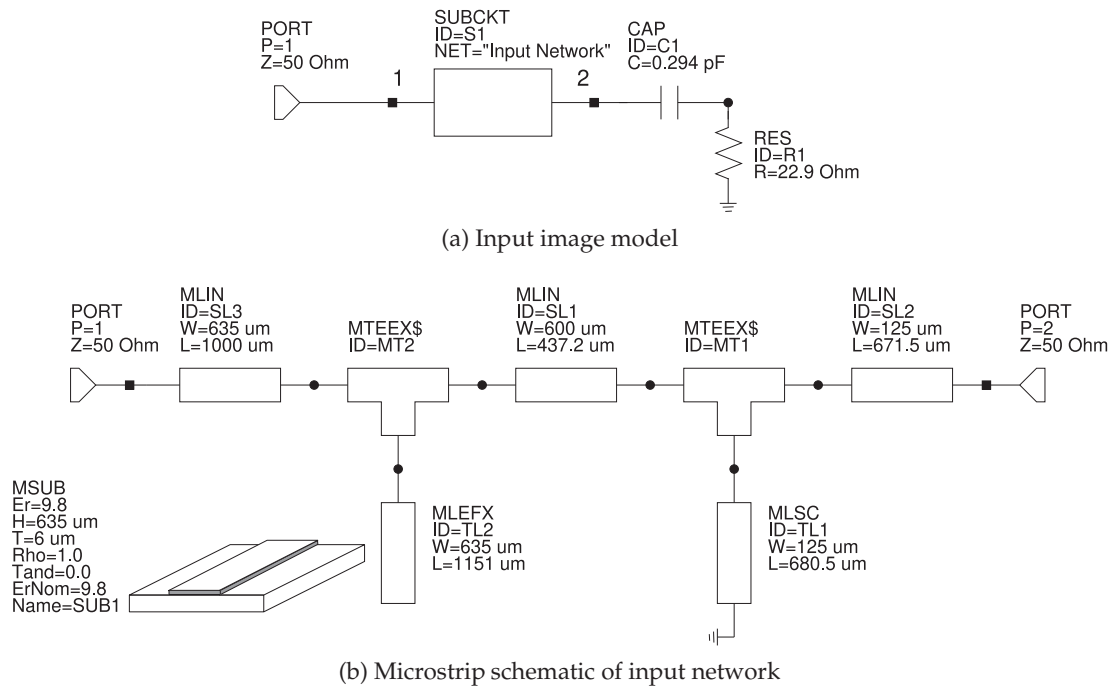 PORT
P=1
Z=50 Ohm
SUBCKT
ID=S1
NET="Input Network"
CAP
ID=C1
C=0.294 pF
1
2
RES
ID=R1
R=22.9 Ohm
(a) Input image model
PORT
P=1
Z=50 Ohm
MLIN
ID=SL3
W=635 um
L=1000 um
MTEEX$
ID=MT2
MLIN
ID=SL1
W=600 um
L=437.2 um
MTEEX$
ID=MT1
MLIN
ID=SL2
W=125 um
L=671.5 um
PORT
P=2
Z=50 Ohm
MSUB
Er=9.8
H=635 um
T=6 um
Rho=1.0
Tand=0.0
ErNom=9.8
Name=SUB1
MLEFX
ID=TL2
W=635 um
L=1151 um
MLSC
ID=TL1
W=125 um
L=680.5 um
(b) Microstrip schematic of input network